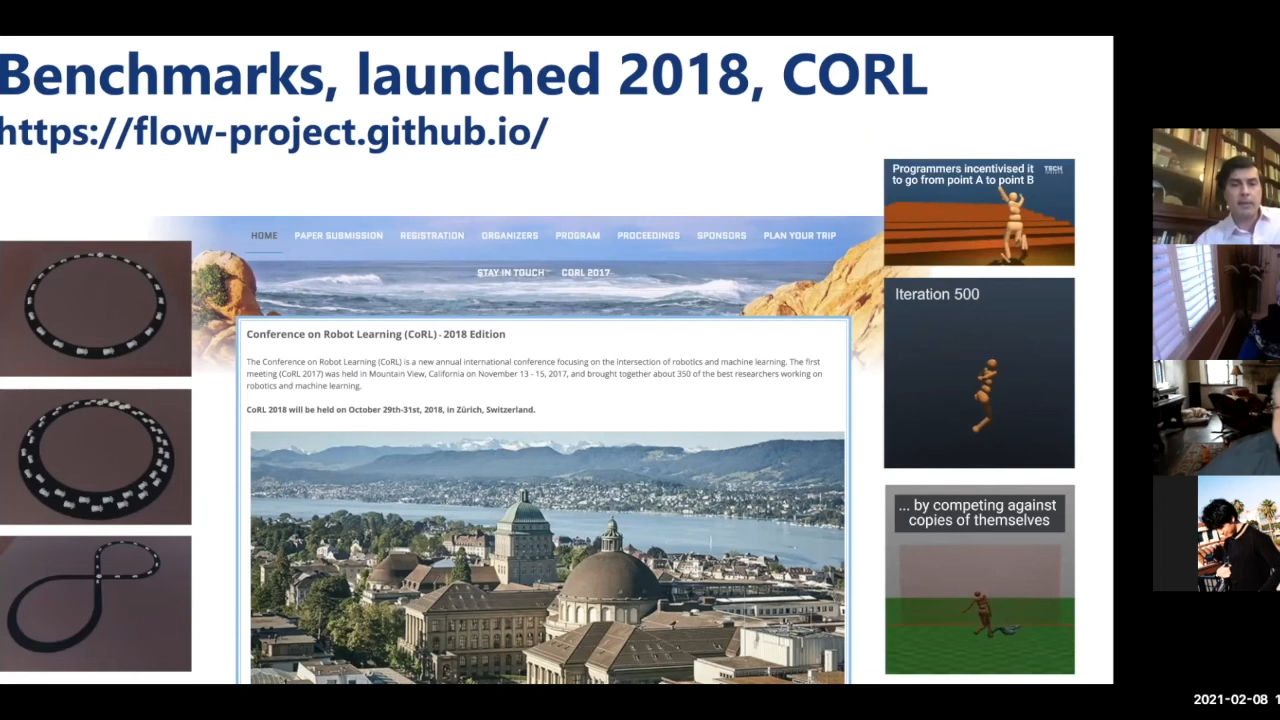 Benchmarks, launched 2018, CORL
https://flow-project.github.io/
HOME PAPER SUBMISSION REGISTRATION ORGANIZERS PROGRAM PROCEEDINGS SPONSORS PLAN YOUR TRIP
STAY IN TOUCH CORL 2017
Conference on Robot Learning (CoRL) - 2018 Edition
The Conference on Robot Learning (CoRL) is a new annual international conference focusing on the intersection of robotics and machine learning. The first
meeting (CoRL 2017) was held in Mountain View, California on November 13 - 15, 2017, and brought together about 350 of the best researchers working on
robotics and machine learning.
CoRL 2018 will be held on October 29th-31st, 2018, in Zürich, Switzerland.
Programmers incentivised it
to go from point A to point B
TECH
Iteration 500
... by competing against
copies of themselves
2021-02-08 1